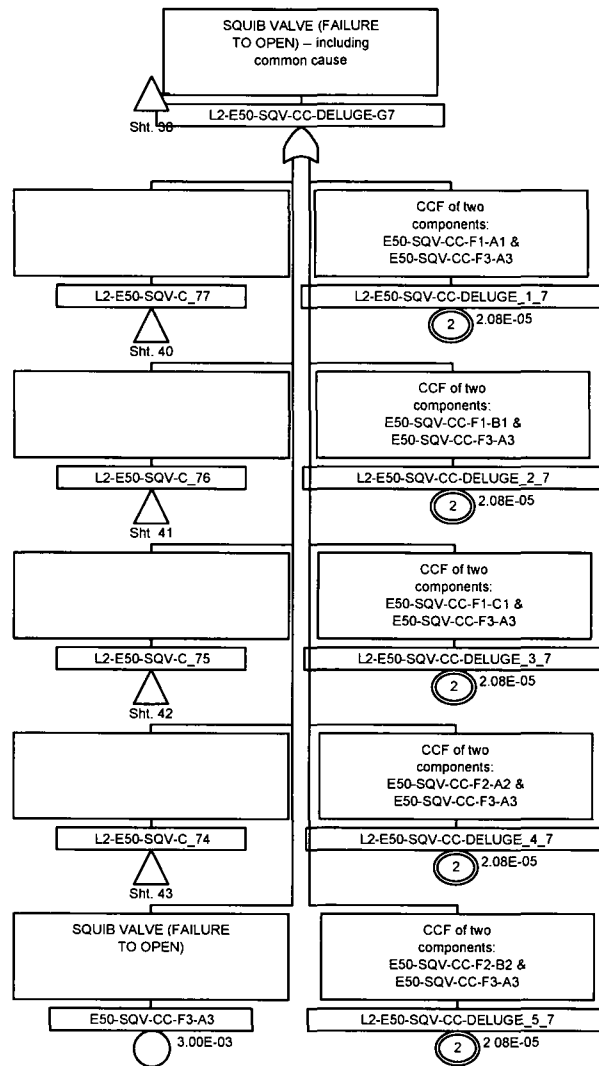 SQUIB VALVE (FAILURE
TO OPEN) – including
common cause
L2-E50-SQV-CC-DELUGE-G7
Sht. 38
CCF of two
components:
E50-SQV-CC-F1-A1 &
E50-SQV-CC-F3-A3
L2-E50-SQV-C_77
L2-E50-SQV-CC-DELUGE_1_7
Sht. 40
2
2.08E-05
CCF of two
components:
E50-SQV-CC-F1-B1 &
E50-SQV-CC-F3-A3
L2-E50-SQV-C_76
L2-E50-SQV-CC-DELUGE_2_7
Sht 41
2
2.08E-05
CCF of two
components:
E50-SQV-CC-F1-C1 &
E50-SQV-CC-F3-A3
L2-E50-SQV-C_75
L2-E50-SQV-CC-DELUGE_3_7
Sht. 42
2
2.08E-05
CCF of two
components:
E50-SQV-CC-F2-A2 &
E50-SQV-CC-F3-A3
L2-E50-SQV-C_74
L2-E50-SQV-CC-DELUGE_4_7
Sht. 43
2
2.08E-05
SQUIB VALVE (FAILURE
TO OPEN)
CCF of two
components:
E50-SQV-CC-F2-B2 &
E50-SQV-CC-F3-A3
E50-SQV-CC-F3-A3
L2-E50-SQV-CC-DELUGE_5_7
3.00E-03
2
2 08E-05